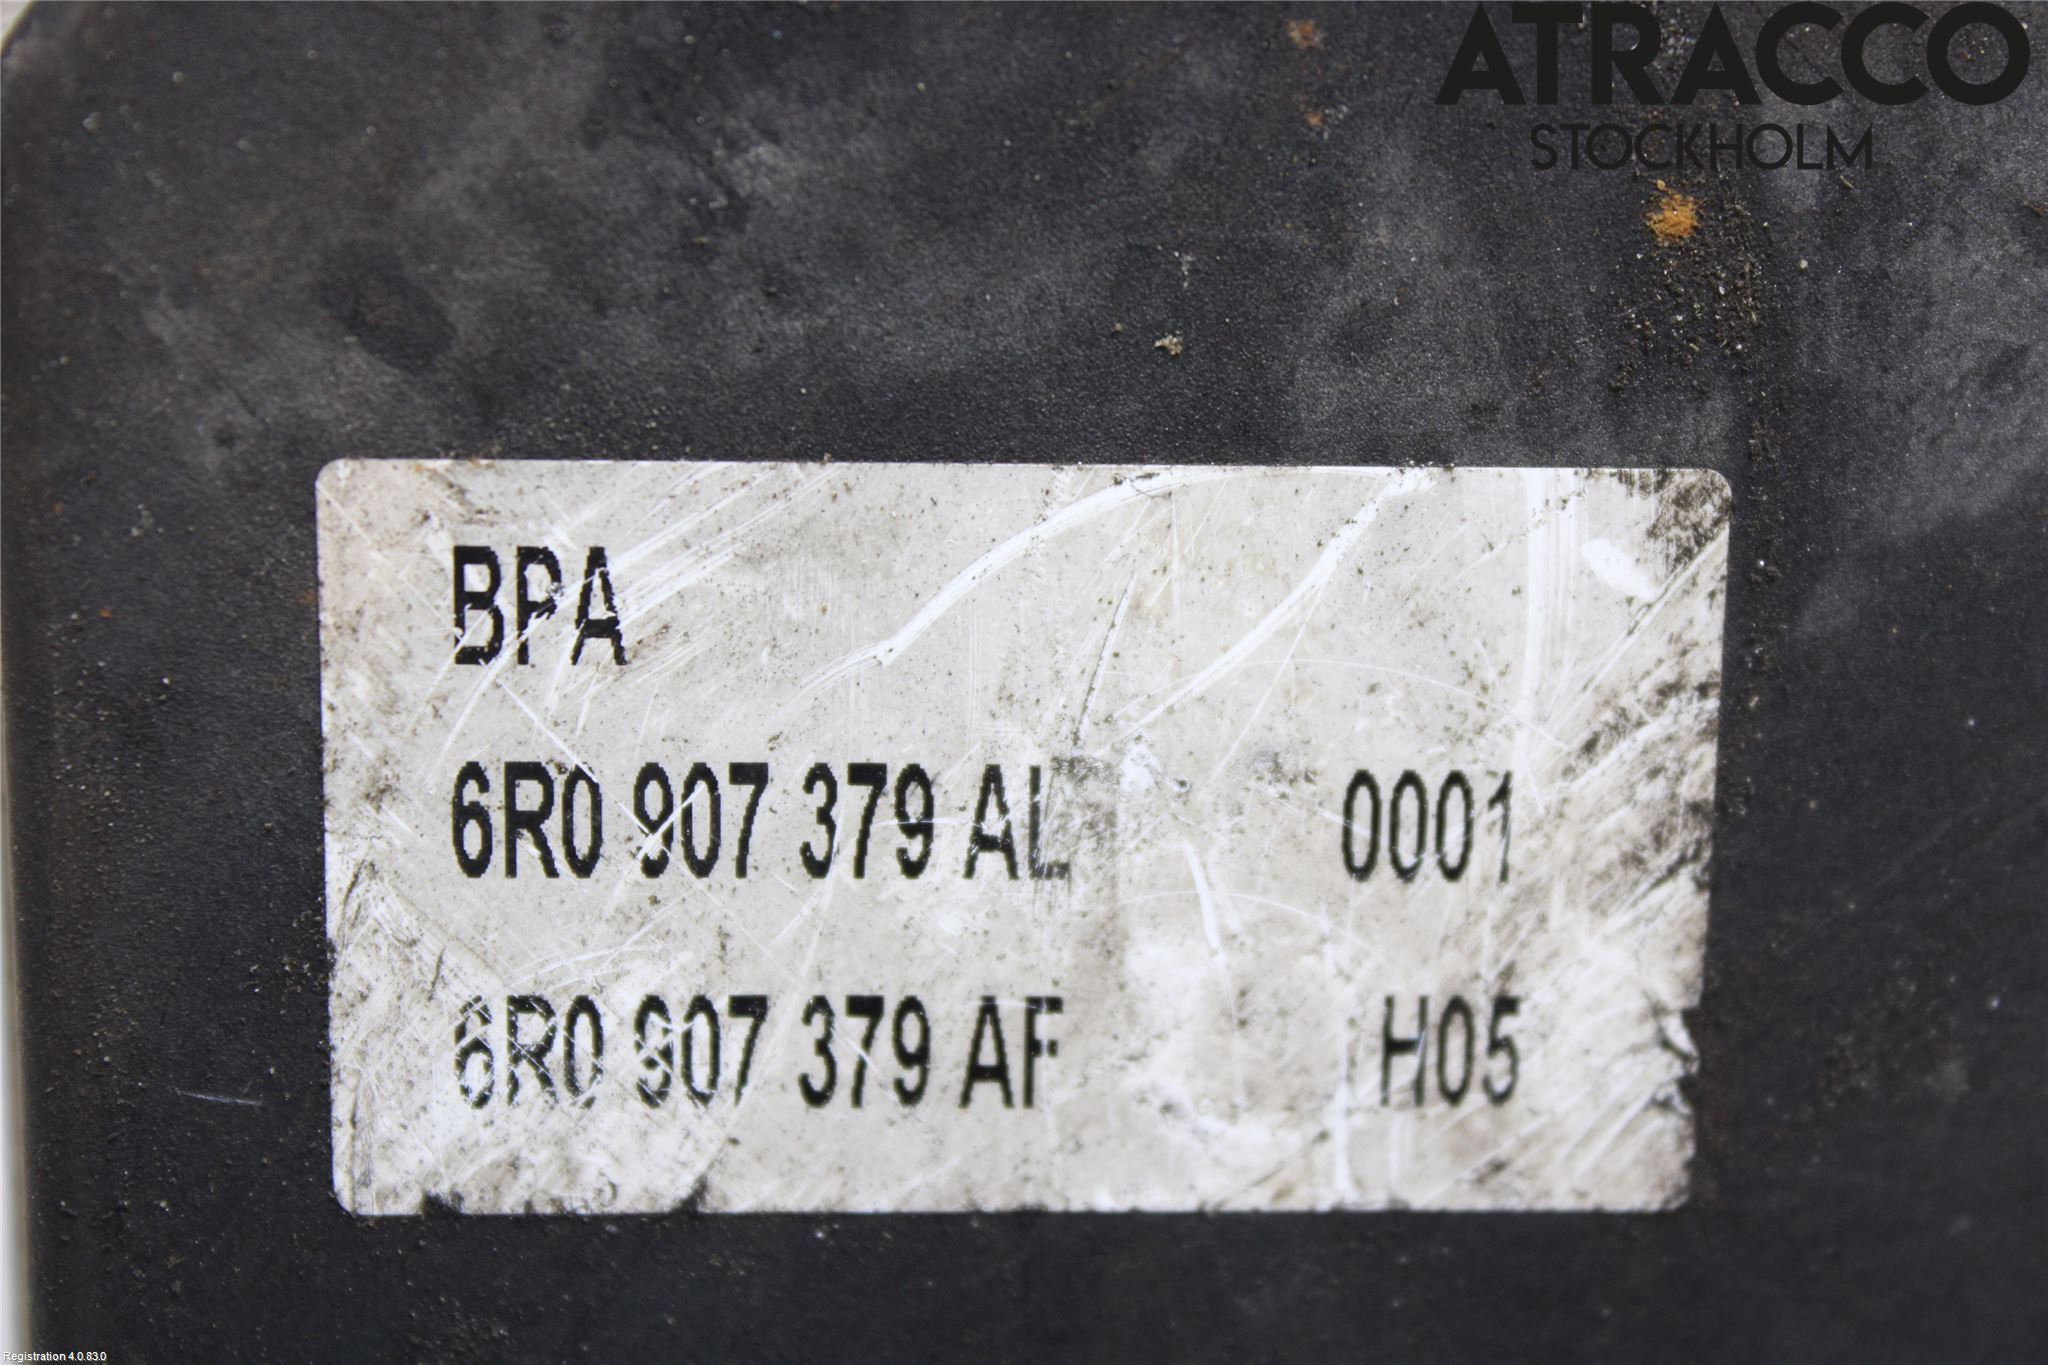 ATRACCO
STOCKHOLM
BPA
6R0 907 379 AL 0001
6R0 907 379 AF H05
Registration 4.0.83.0